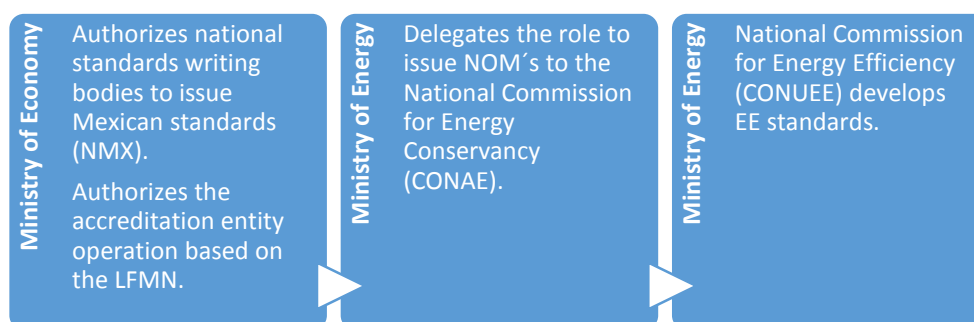 Ministry of Economy
Authorizes national
standards writing
bodies to issue
Mexican standards
(NMX).
Authorizes the
accreditation entity
operation based on
the LFMN.
Ministry of Energy
Delegates the role to
issue NOM´s to the
National Commission
for Energy
Conservancy
(CONAE).
Ministry of Energy
National Commission
for Energy Efficiency
(CONUEE) develops
EE standards.